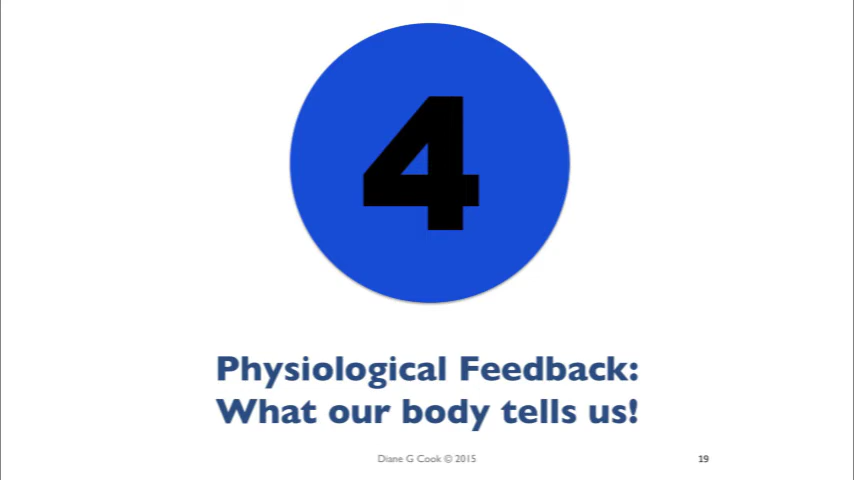 4
Physiological Feedback:
What our body tells us!
Diane G Cook © 2015
19